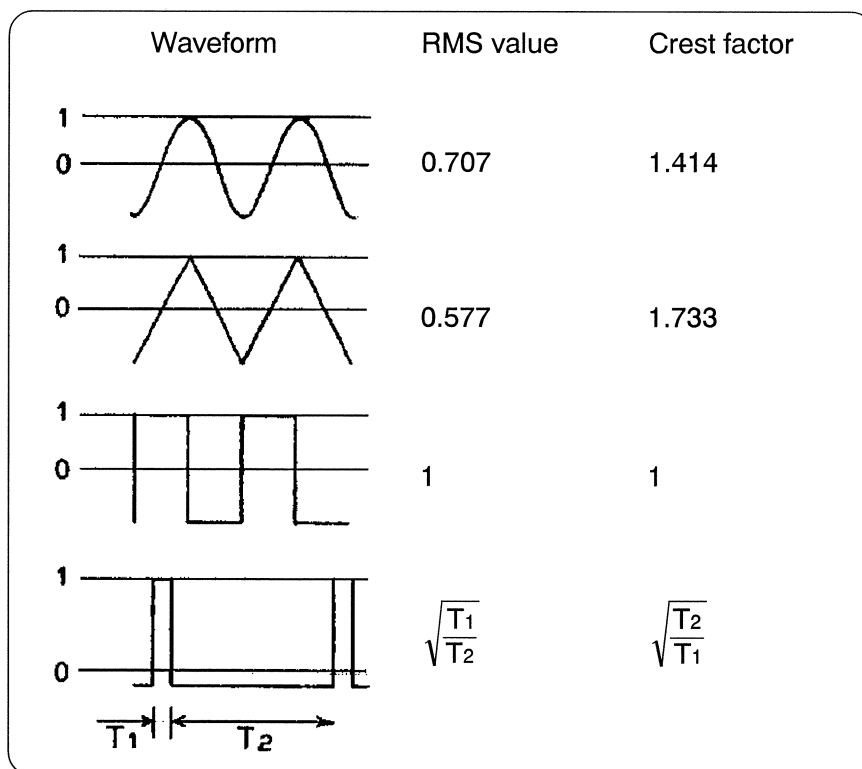 Waveform RMS value Crest factor
1
0 0.707 1.414
1
0 0.577 1.733
1
0 1 1
1
√(T1/T2) √(T2/T1)
0
T1 T2